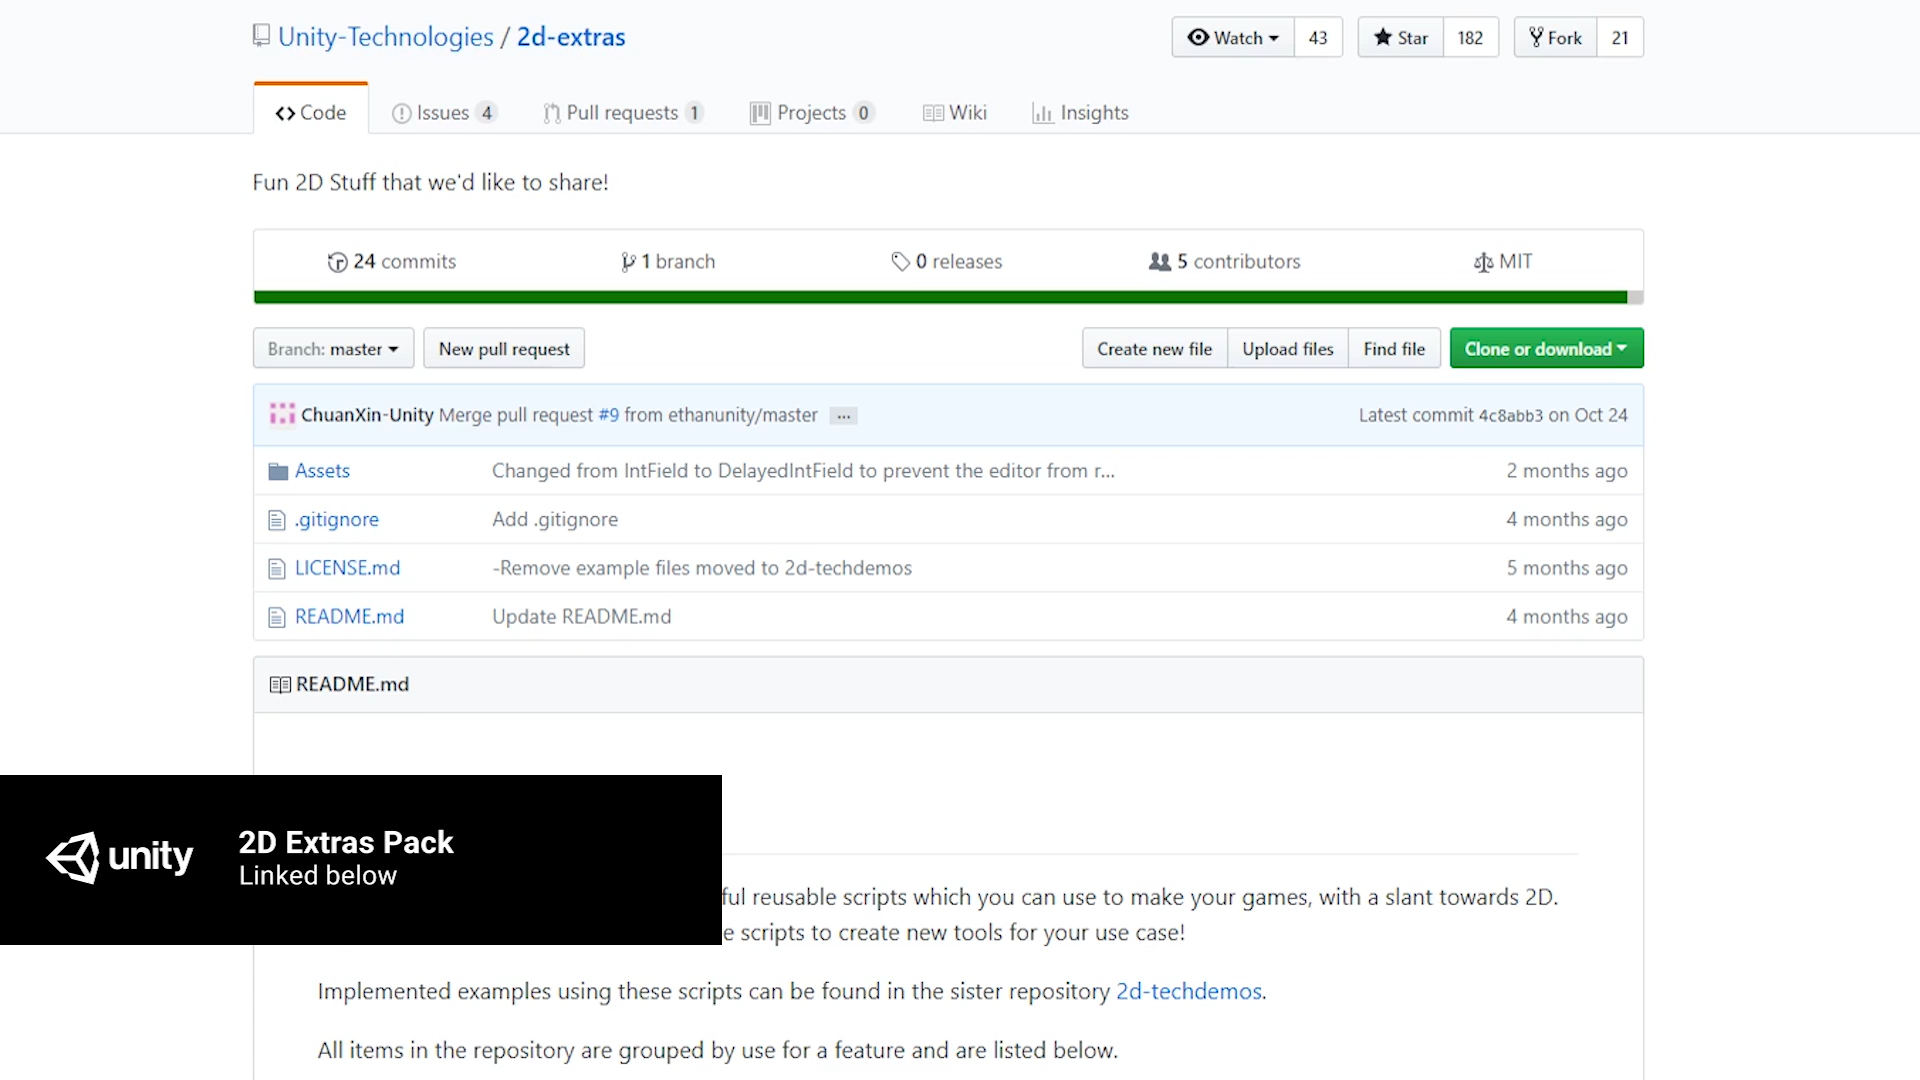 Unity-Technologies / 2d-extras
Watch 43 Star 182 Fork 21
Code Issues 4 Pull requests 1 Projects 0 Wiki Insights
Fun 2D Stuff that we'd like to share!
24 commits 1 branch 0 releases 5 contributors MIT
Branch: master New pull request Create new file Upload files Find file Clone or download
ChuanXin-Unity Merge pull request #9 from ethanunity/master ... Latest commit 4c8abb3 on Oct 24
Assets Changed from IntField to DelayedIntField to prevent the editor from r... 2 months ago
.gitignore Add .gitignore 4 months ago
LICENSE.md -Remove example files moved to 2d-techdemos 5 months ago
README.md Update README.md 4 months ago
README.md
unity
2D Extras Pack
Linked below
ful reusable scripts which you can use to make your games, with a slant towards 2D.
e scripts to create new tools for your use case!
Implemented examples using these scripts can be found in the sister repository 2d-techdemos.
All items in the repository are grouped by use for a feature and are listed below.